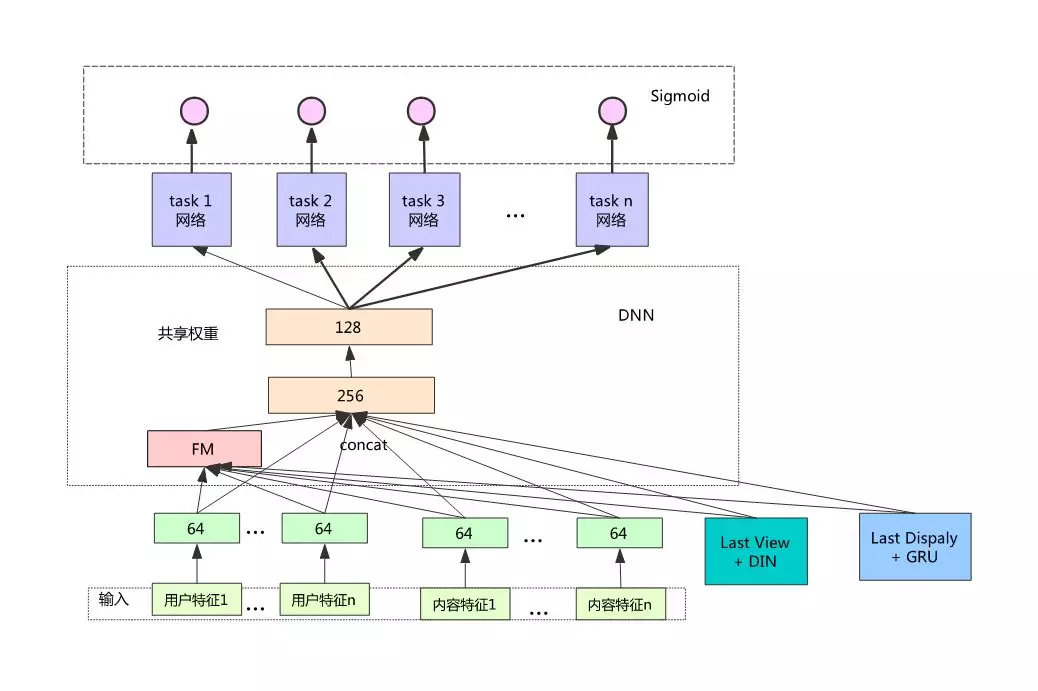 Sigmoid
task 1
网络
task 2
网络
task 3
网络
...
task n
网络
DNN
共享权重
128
256
FM
concat
64
...
64
64
...
64
Last View
+ DIN
Last Dispaly
+ GRU
输入
用户特征1
...
用户特征n
内容特征1
...
内容特征n